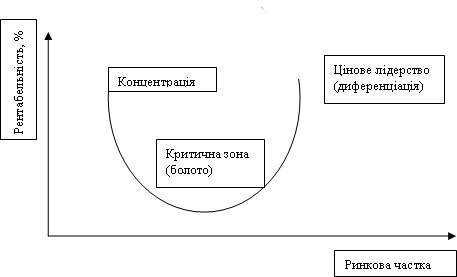 Рентабельність, %
Концентрація
Цінове лідерство
(диференціація)
Критична зона
(болото)
Ринкова частка